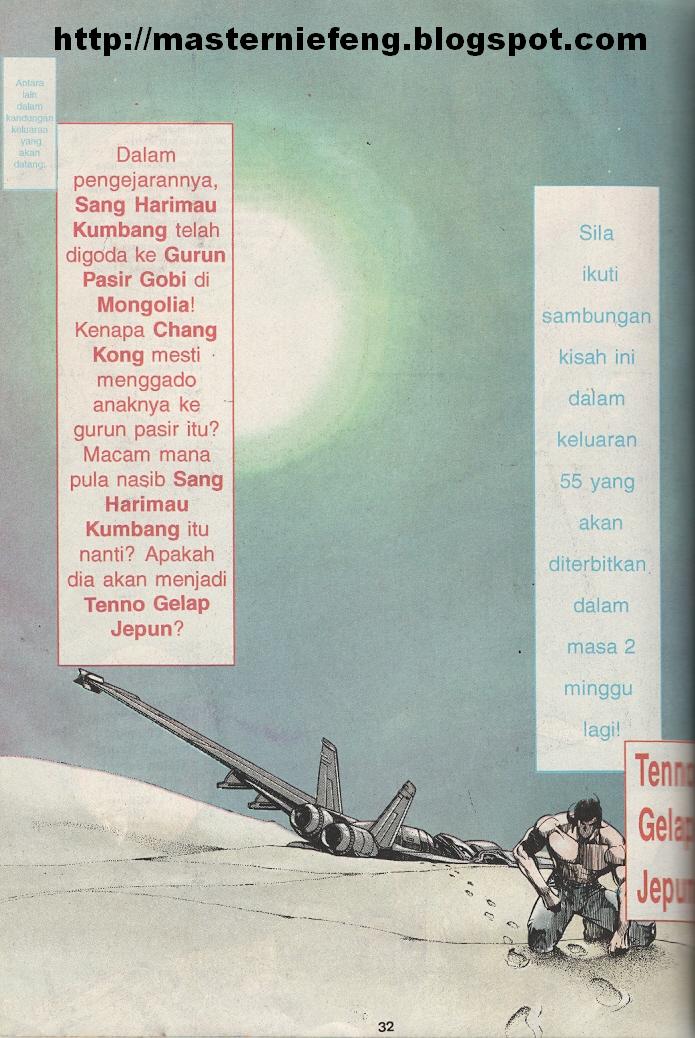 http://masterniefeng.blogspot.com
Antara
lain
dalam
kandungan
keluaran
yang
akan
datang:
Dalam
pengejarannya,
Sang Harimau
Kumbang telah
digoda ke Gurun
Pasir Gobi di
Mongolia!
Kenapa Chang
Kong mesti
menggado
anaknya ke
gurun pasir itu?
Macam mana
pula nasib Sang
Harimau
Kumbang itu
nanti? Apakah
dia akan menjadi
Tenno Gelap
Jepun?
Sila
ikuti
sambungan
kisah ini
dalam
keluaran
55 yang
akan
diterbitkan
dalam
masa 2
minggu
lagi!
Tenno
Gelap
Jepun
32